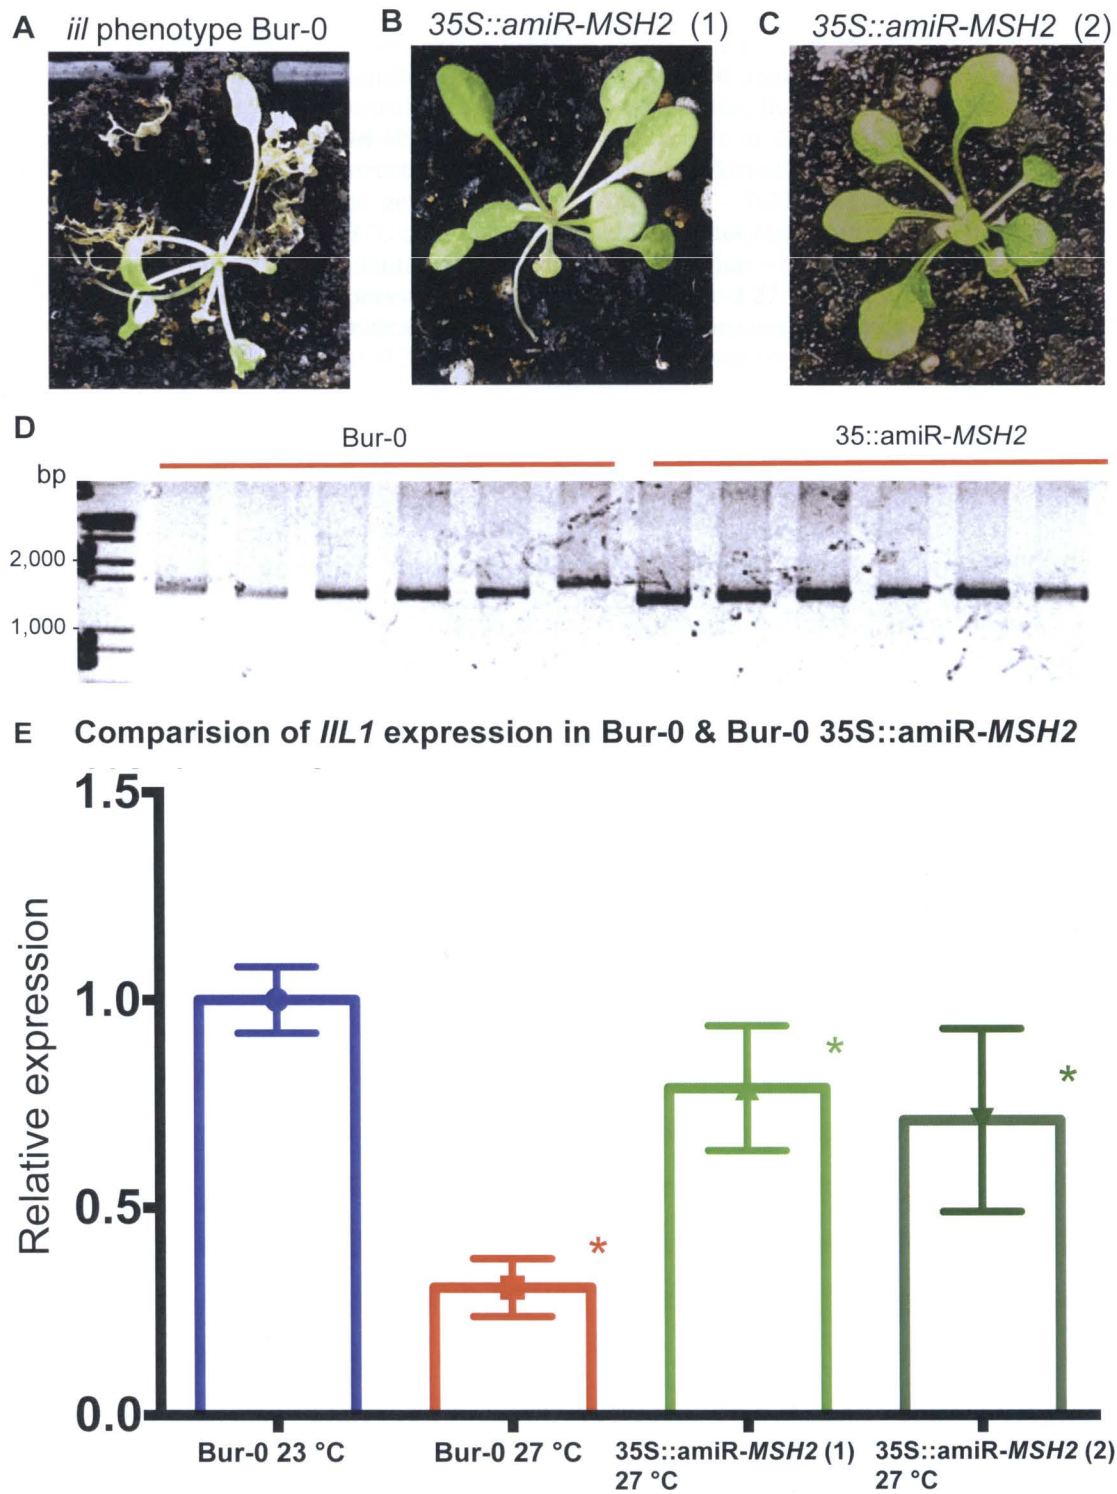 A iil phenotype Bur-0
B 35S::amiR-MSH2 (1)
C 35S::amiR-MSH2 (2)
D
Bur-0
35::amiR-MSH2
bp
2,000
1,000
E Comparision of IIL1 expression in Bur-0 & Bur-0 35S::amiR-MSH2
Relative expression
1.5
1.0
0.5
0.0
*
*
*
Bur-0 23 °C
Bur-0 27 °C
35S::amiR-MSH2 (1)
27 °C
35S::amiR-MSH2 (2)
27 °C